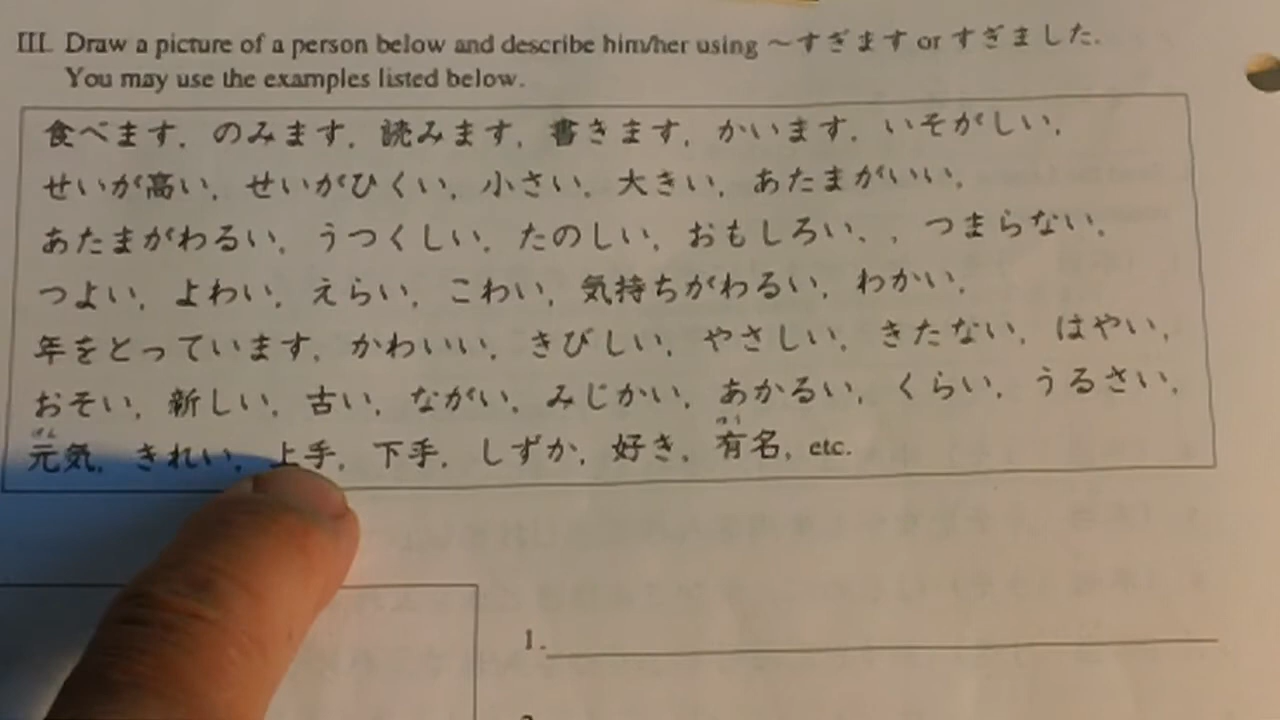 III. Draw a picture of a person below and describe him/her using ～すぎます or すぎました.
You may use the examples listed below.
食べます, のみます, 読みます, 書きます, かいます, いそがしい,
せいが高い, せいがひくい, 小さい, 大きい, あたまがいい,
あたまがわるい, うつくしい, たのしい, おもしろい, , つまらない,
つよい, よわい, えらい, こわい, 気持ちがわるい, わかい,
年をとっています, かわいい, きびしい, やさしい, きたない, はやい,
おそい, 新しい, 古い, ながい, みじかい, あかるい, くらい, うるさい,
げん ゆう
元気, きれい, 上手, 下手, しずか, 好き, 有名, etc.
1.